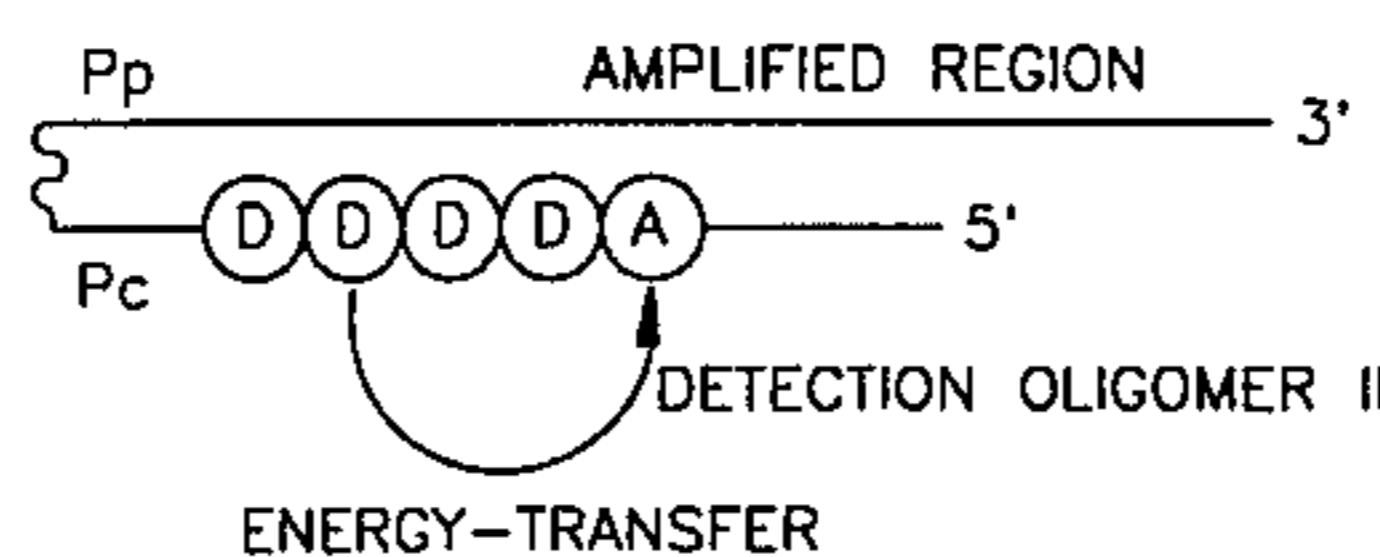 Pp
AMPLIFIED REGION
3'
D D D D A
5'
Pc
DETECTION OLIGOMER
ENERGY-TRANSFER